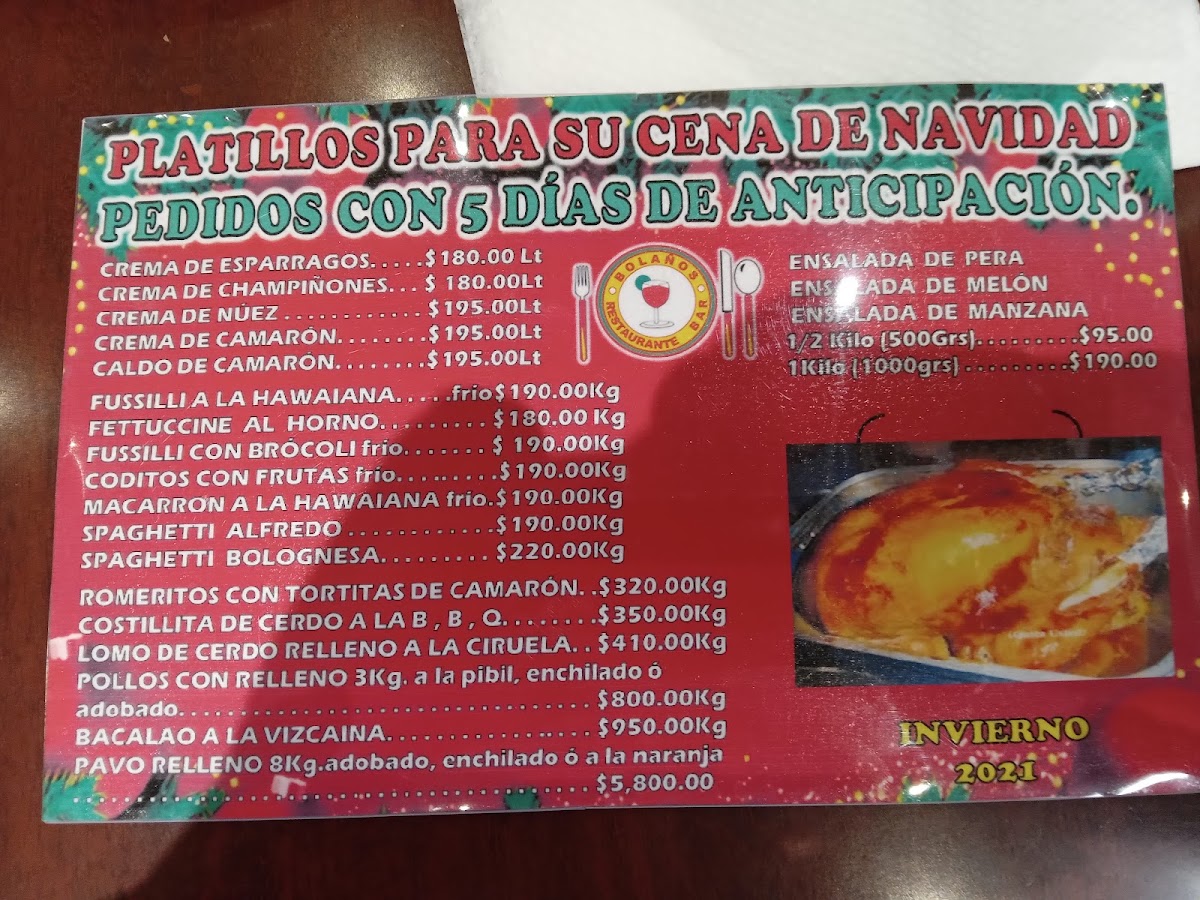 PLATILLOS PARA SU CENA DE NAVIDAD
PEDIDOS CON 5 DÍAS DE ANTICIPACIÓN.
CREMA DE ESPARRAGOS.....$180.00 Lt
CREMA DE CHAMPIÑONES...$ 180.00Lt
CREMA DE NÚEZ............$195.00Lt
CREMA DE CAMARÓN........$195.00Lt
CALDO DE CAMARÓN........$195.00Lt
BOLAÑOS
RESTAURANTE BAR
ENSALADA DE PERA
ENSALADA DE MELÓN
ENSALADA DE MANZANA
1/2 Kilo (500Grs).........$95.00
1Kilo (1000grs).........$190.00
FUSSILLI A LA HAWAIANA.....frío$190.00Kg
FETTUCCINE AL HORNO.........$180.00 Kg
FUSSILLI CON BRÓCOLI frío.......$ 190.00Kg
CODITOS CON FRUTAS frío.........$190.00Kg
MACARRON A LA HAWAIANA frío.$190.00Kg
SPAGHETTI ALFREDO............$190.00Kg
SPAGHETTI BOLOGNESA.........$220.00Kg
ROMERITOS CON TORTITAS DE CAMARÓN..$320.00Kg
COSTILLITA DE CERDO A LA B , B , Q........$350.00Kg
LOMO DE CERDO RELLENO A LA CIRUELA..$410.00Kg
POLLOS CON RELLENO 3Kg. a la pibil, enchilado ó
adobado..................................$800.00Kg
BACALAO A LA VIZCAINA.................$950.00Kg
PAVO RELLENO 8Kg.adobado, enchilado ó a la naranja
..........................................$5,800.00
INVIERNO
2021